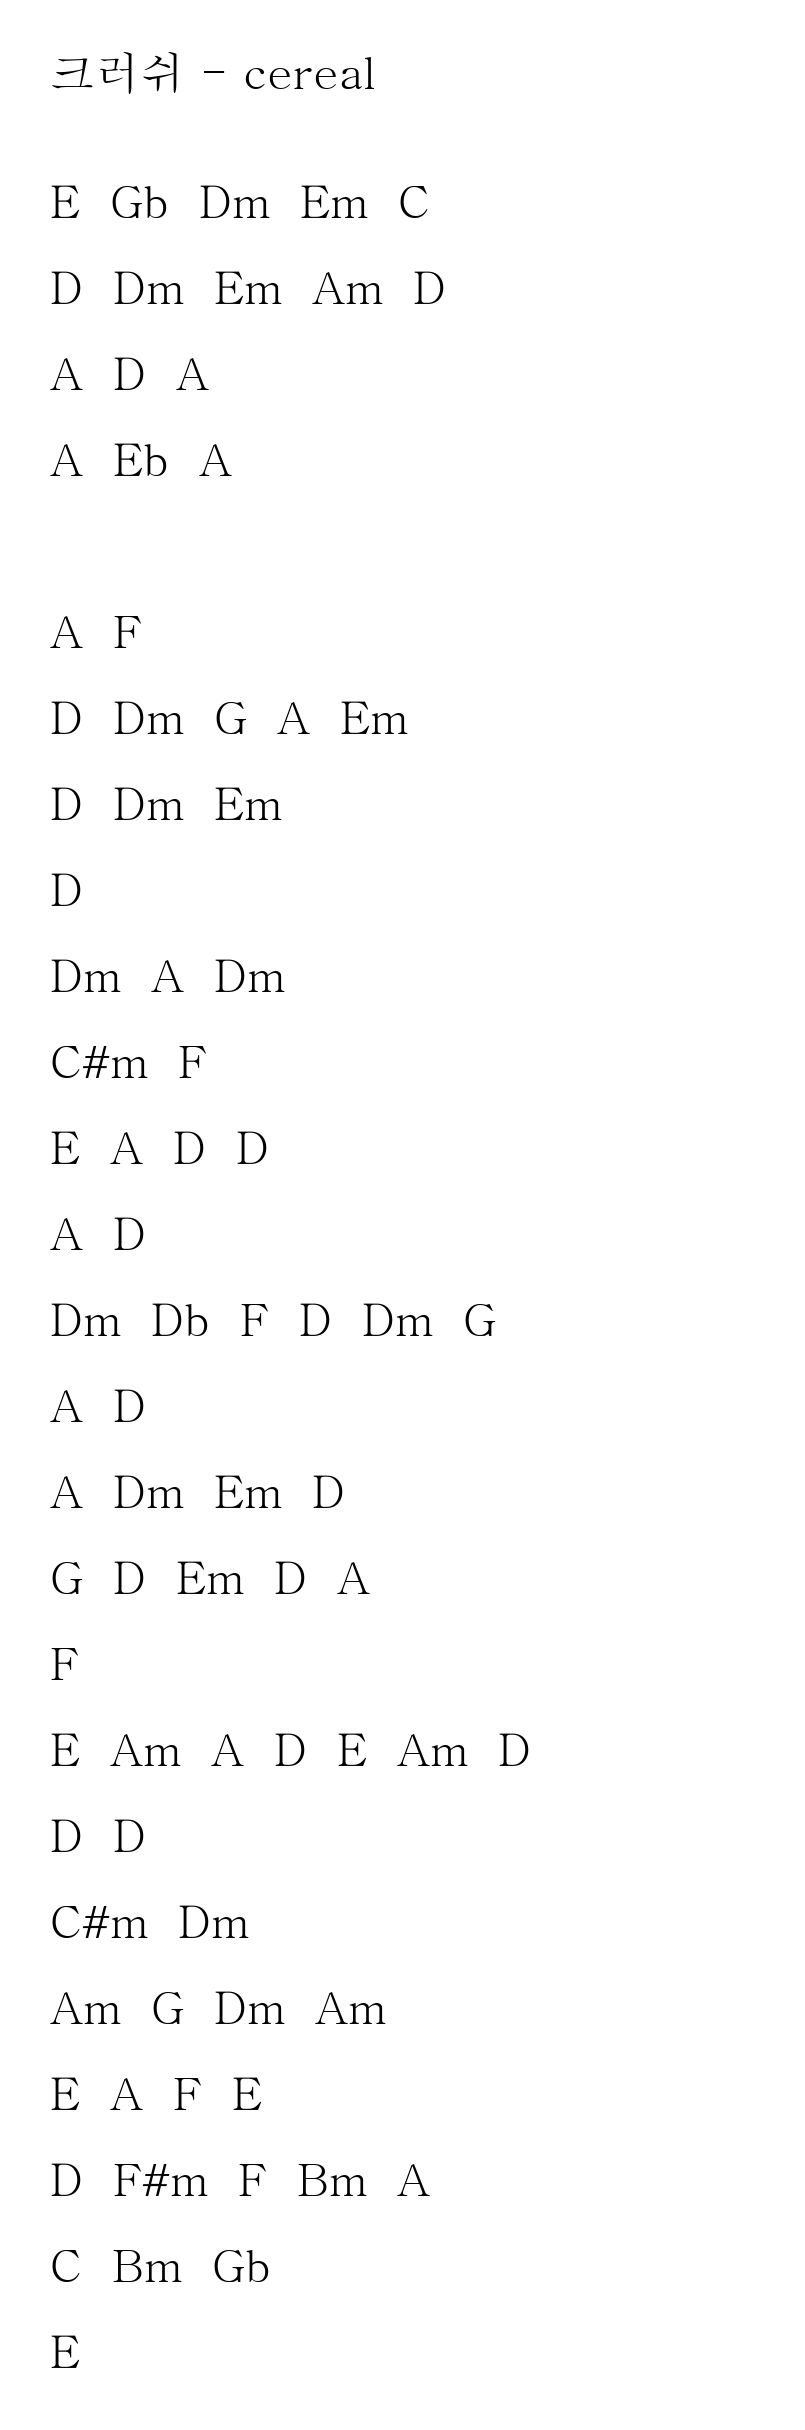 크러쉬 - cereal
E Gb Dm Em C
D Dm Em Am D
A D A
A Eb A
A F
D Dm G A Em
D Dm Em
D
Dm A Dm
C#m F
E A D D
A D
Dm Db F D Dm G
A D
A Dm Em D
G D Em D A
F
E Am A D E Am D
D D
C#m Dm
Am G Dm Am
E A F E
D F#m F Bm A
C Bm Gb
E